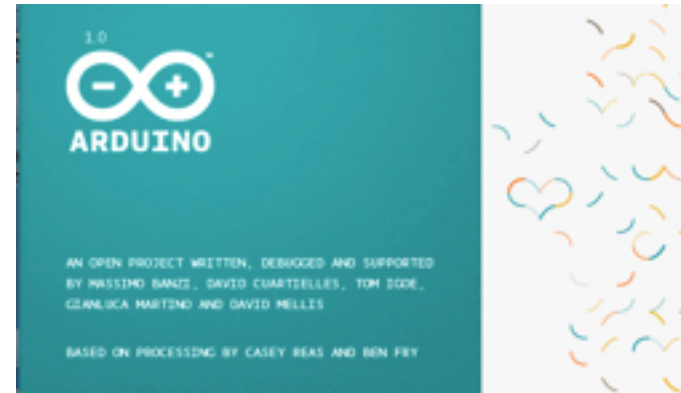 1.0
ARDUINO
AN OPEN PROJECT WRITTEN, DEBUGGED AND SUPPORTED
BY MASSIMO BANZI, DAVID CUARTIELLES, TOM IGOE,
GIANLUCA MARTINO AND DAVID MELLIS
BASED ON PROCESSING BY CASEY REAS AND BEN FRY